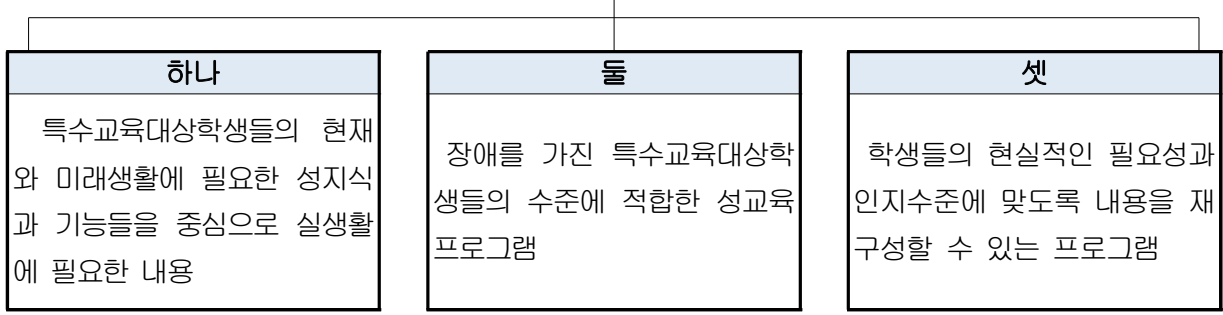 하나
특수교육대상학생들의 현재
와 미래생활에 필요한 성지식
과 기능들을 중심으로 실생활
에 필요한 내용
둘
장애를 가진 특수교육대상학
생들의 수준에 적합한 성교육
프로그램
셋
학생들의 현실적인 필요성과
인지수준에 맞도록 내용을 재
구성할 수 있는 프로그램